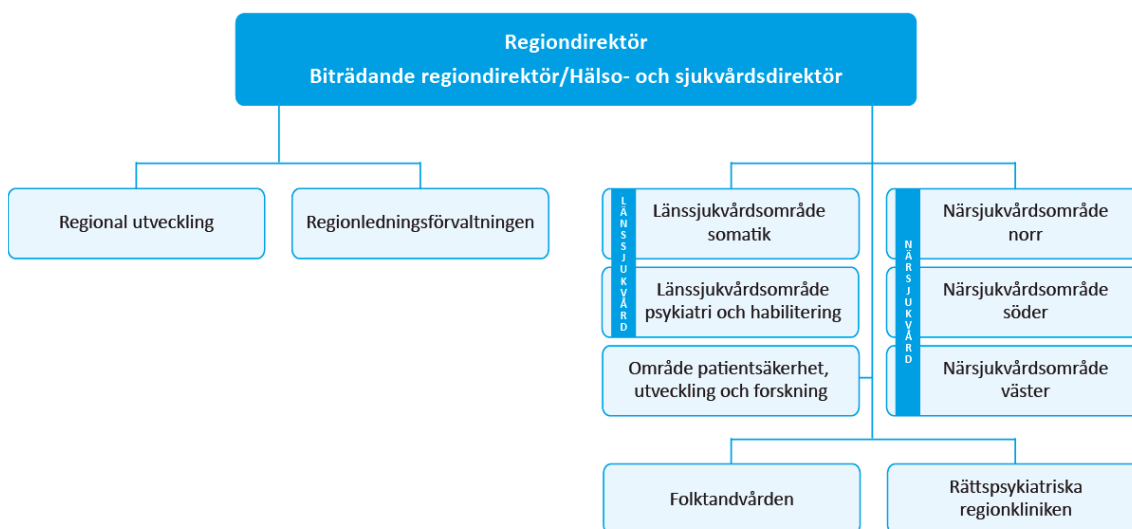 Regiondirektör
Biträdande regiondirektör/Hälso- och sjukvårdsdirektör
Regional utveckling
Regionledningsförvaltningen
LÄNSSJUKVÅRD
Länssjukvårdsområde
somatik
Länssjukvårdsområde
psykiatri och habilitering
Område patientsäkerhet,
utveckling och forskning
NÄRSJUKVÅRD
Närsjukvårdsområde
norr
Närsjukvårdsområde
söder
Närsjukvårdsområde
väster
Folktandvården
Rättspsykiatriska
regionkliniken